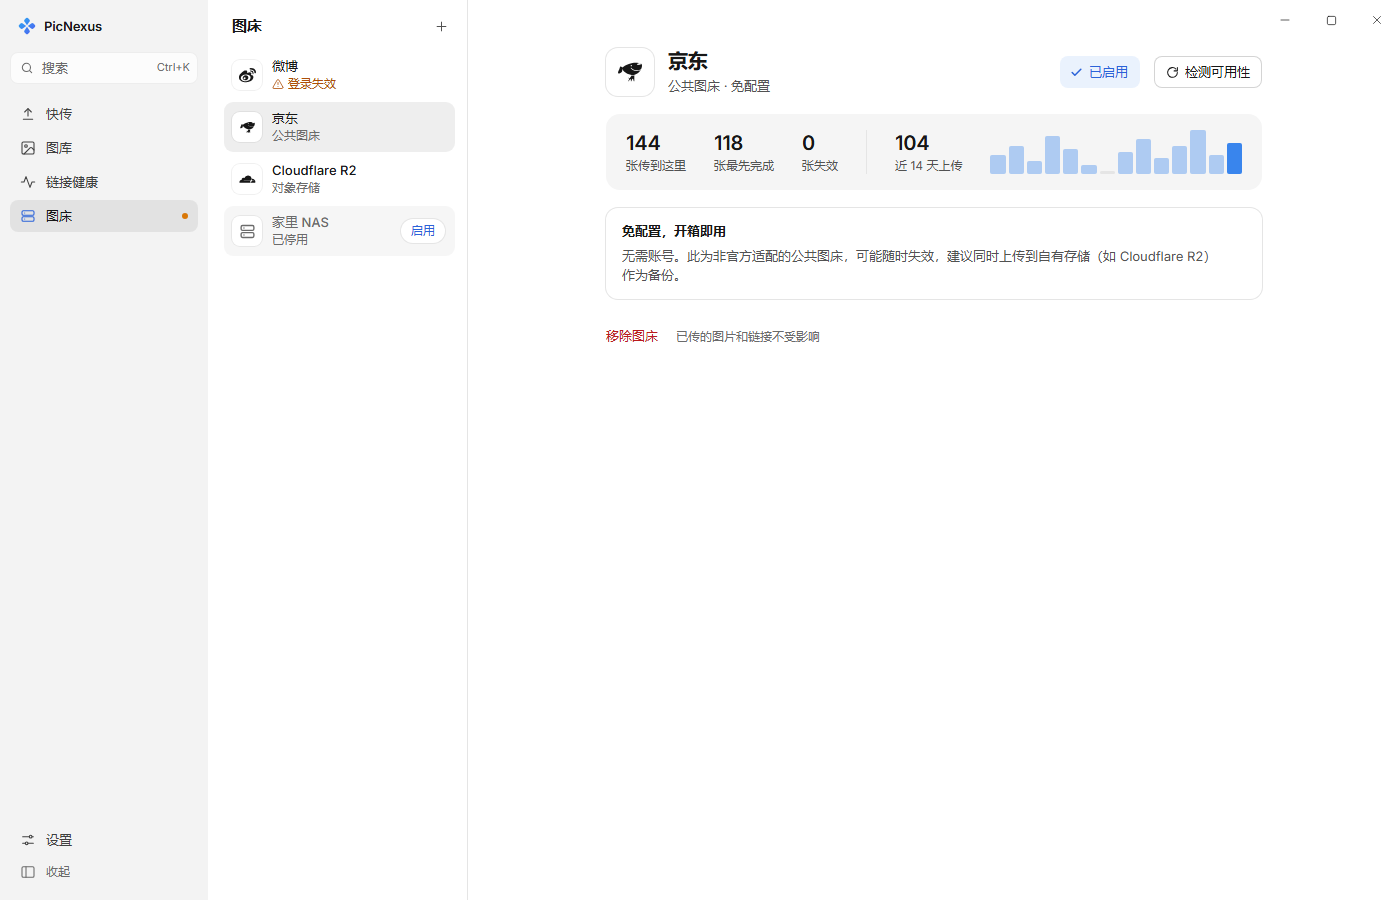 PicNexus
搜索 Ctrl+K
快传
图库
链接健康
图床
设置
收起
图床
微博
登录失效
京东
公共图床
Cloudflare R2
对象存储
家里 NAS
已停用
启用
京东
公共图床 · 免配置
已启用
检测可用性
144
张传到这里
118
张最先完成
0
张失效
104
近 14 天上传
免配置，开箱即用
无需账号。此为非官方适配的公共图床，可能随时失效，建议同时上传到自有存储（如 Cloudflare R2）
作为备份。
移除图床 已传的图片和链接不受影响